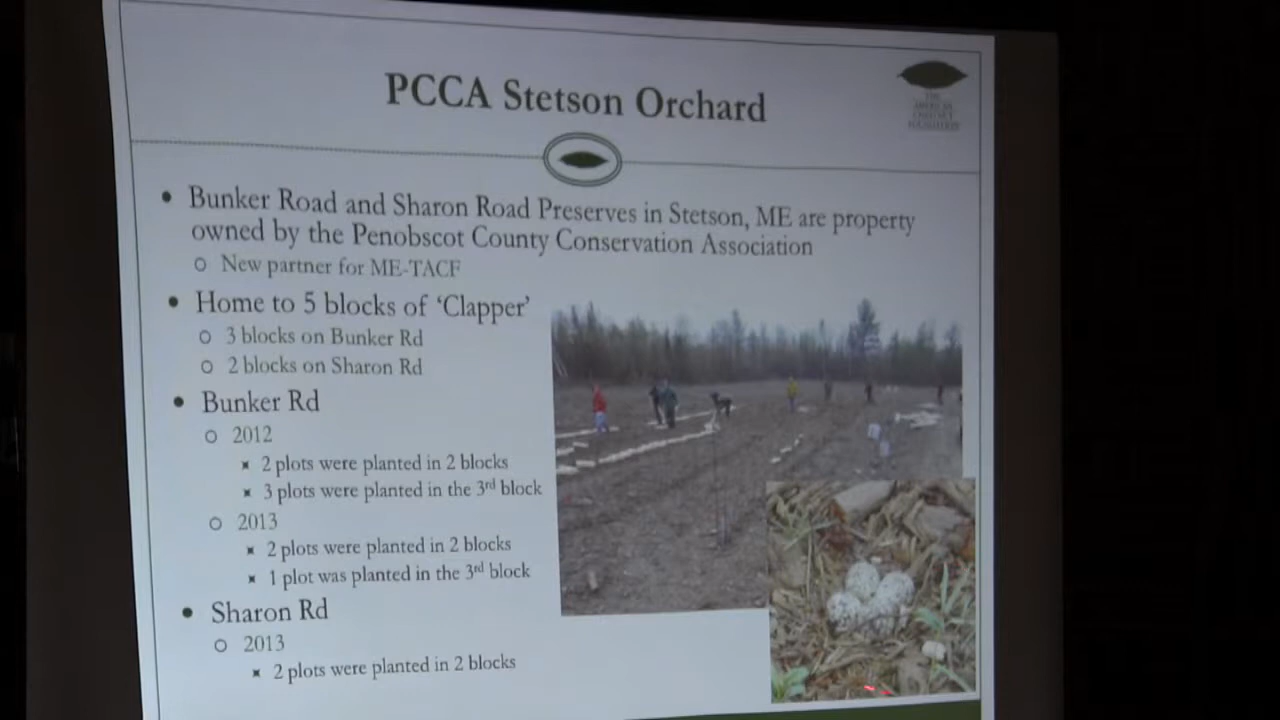 PCCA Stetson Orchard
THE
AMERICAN
CHESTNUT
FOUNDATION
• Bunker Road and Sharon Road Preserves in Stetson, ME are property
owned by the Penobscot County Conservation Association
○ New partner for ME-TACF
• Home to 5 blocks of ‘Clapper’
○ 3 blocks on Bunker Rd
○ 2 blocks on Sharon Rd
• Bunker Rd
○ 2012
× 2 plots were planted in 2 blocks
× 3 plots were planted in the 3rd block
○ 2013
× 2 plots were planted in 2 blocks
× 1 plot was planted in the 3rd block
• Sharon Rd
○ 2013
× 2 plots were planted in 2 blocks